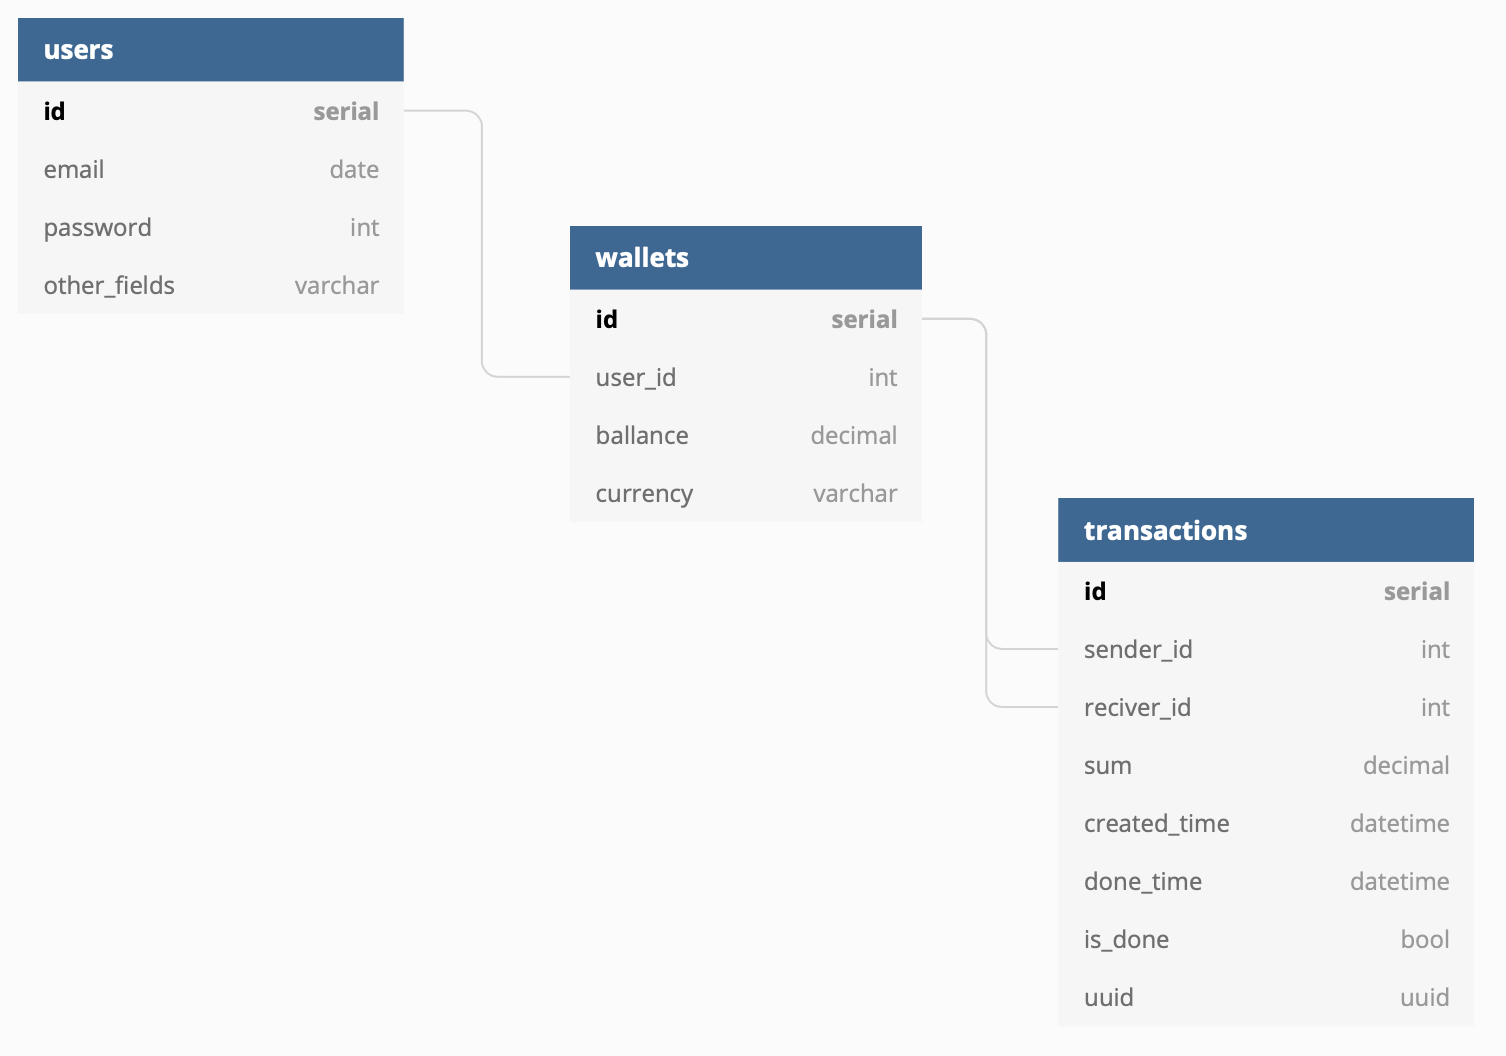 users
id serial
email date
password int
other_fields varchar
wallets
id serial
user_id int
ballance decimal
currency varchar
transactions
id serial
sender_id int
reciver_id int
sum decimal
created_time datetime
done_time datetime
is_done bool
uuid uuid